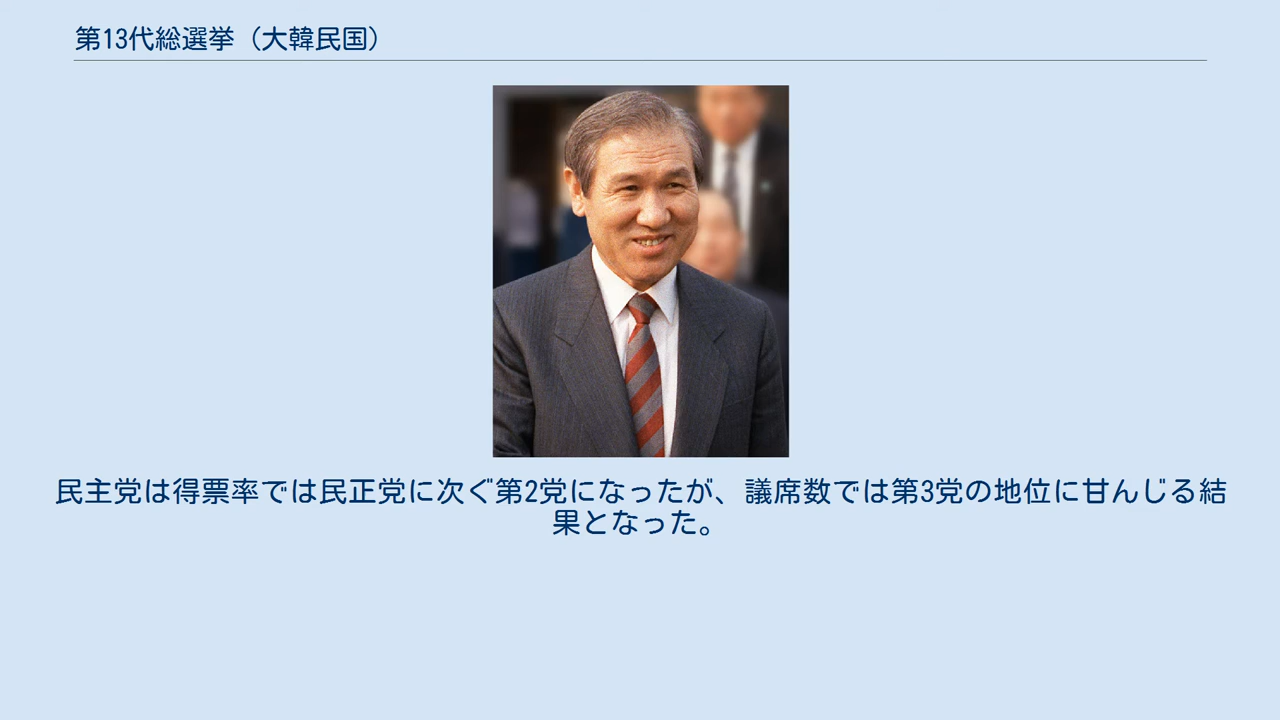 第13代総選挙（大韓民国）
民主党は得票率では民正党に次ぐ第2党になったが、議席数では第3党の地位に甘んじる結
果となった。